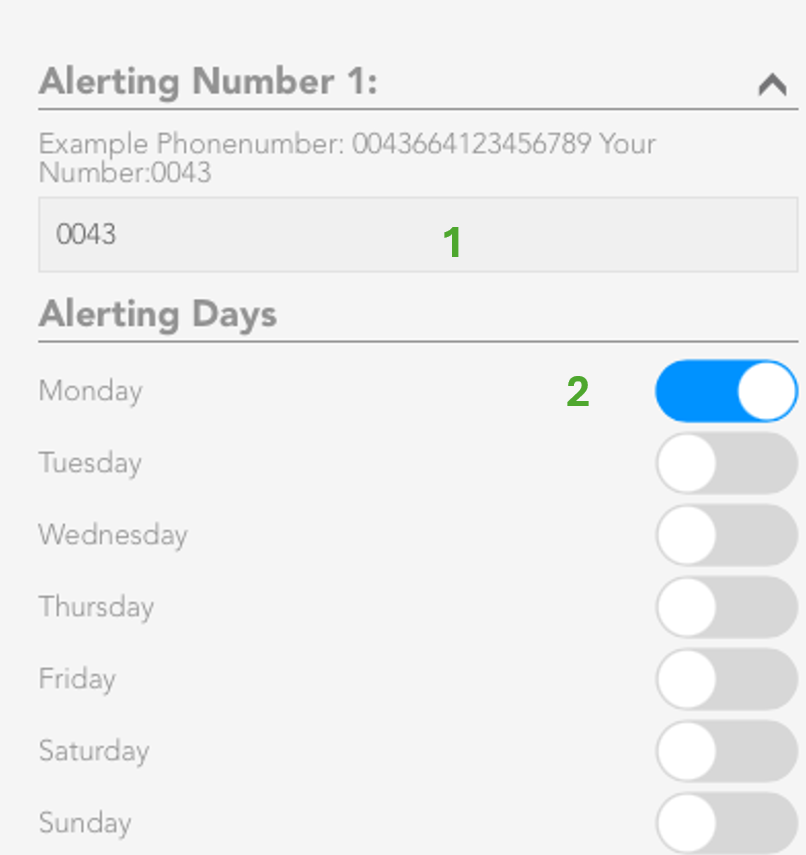 Alerting Number 1:
Example Phonenumber: 0043664123456789 Your
Number:0043
0043
1
Alerting Days
Monday
2
Tuesday
Wednesday
Thursday
Friday
Saturday
Sunday